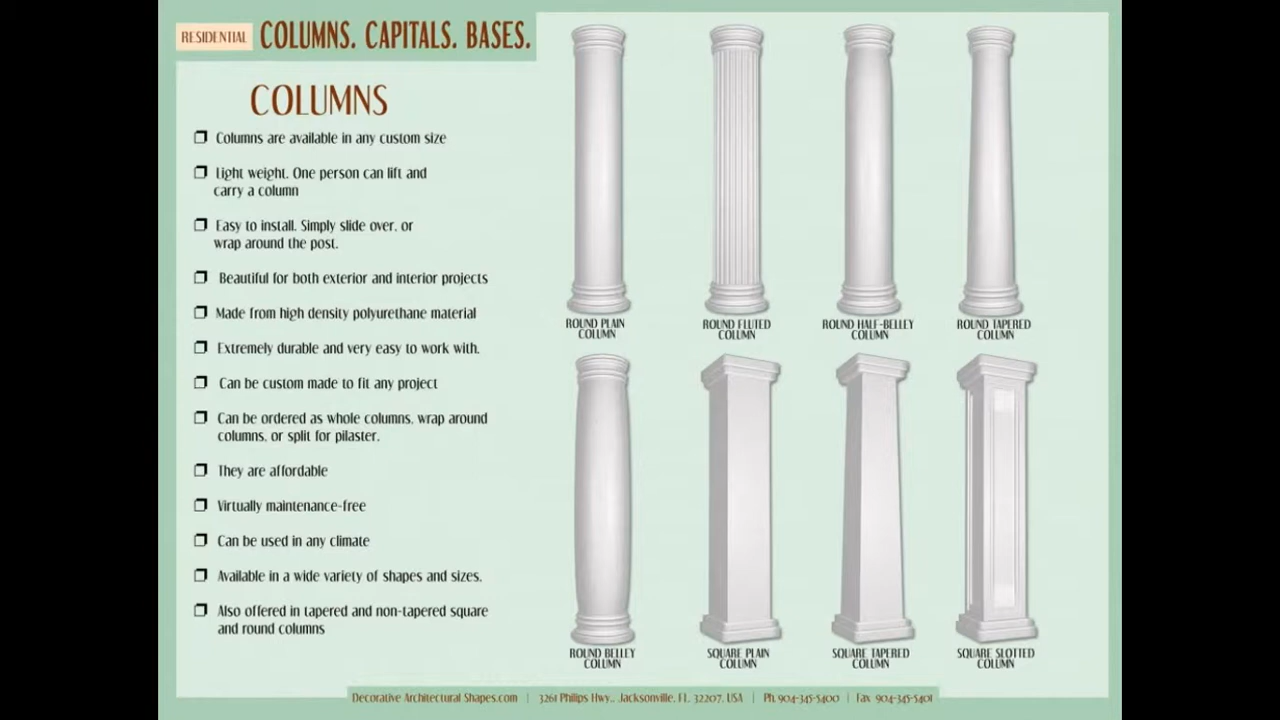 RESIDENTIAL COLUMNS. CAPITALS. BASES.
COLUMNS
❒ Columns are available in any custom size
❒ Light weight. One person can lift and
carry a column
❒ Easy to install. Simply slide over, or
wrap around the post.
❒ Beautiful for both exterior and interior projects
❒ Made from high density polyurethane material
❒ Extremely durable and very easy to work with.
❒ Can be custom made to fit any project
❒ Can be ordered as whole columns, wrap around
columns, or split for pilaster.
❒ They are affordable
❒ Virtually maintenance-free
❒ Can be used in any climate
❒ Available in a wide variety of shapes and sizes.
❒ Also offered in tapered and non-tapered square
and round columns
ROUND PLAIN
COLUMN
ROUND FLUTED
COLUMN
ROUND HALF-BELLEY
COLUMN
ROUND TAPERED
COLUMN
ROUND BELLEY
COLUMN
SQUARE PLAIN
COLUMN
SQUARE TAPERED
COLUMN
SQUARE SLOTTED
COLUMN
Decorative Architectural Shapes.com | 3261 Philips Hwy., Jacksonville, FL, 32207, USA | Ph. 904-345-5400 | Fax 904-345-5401